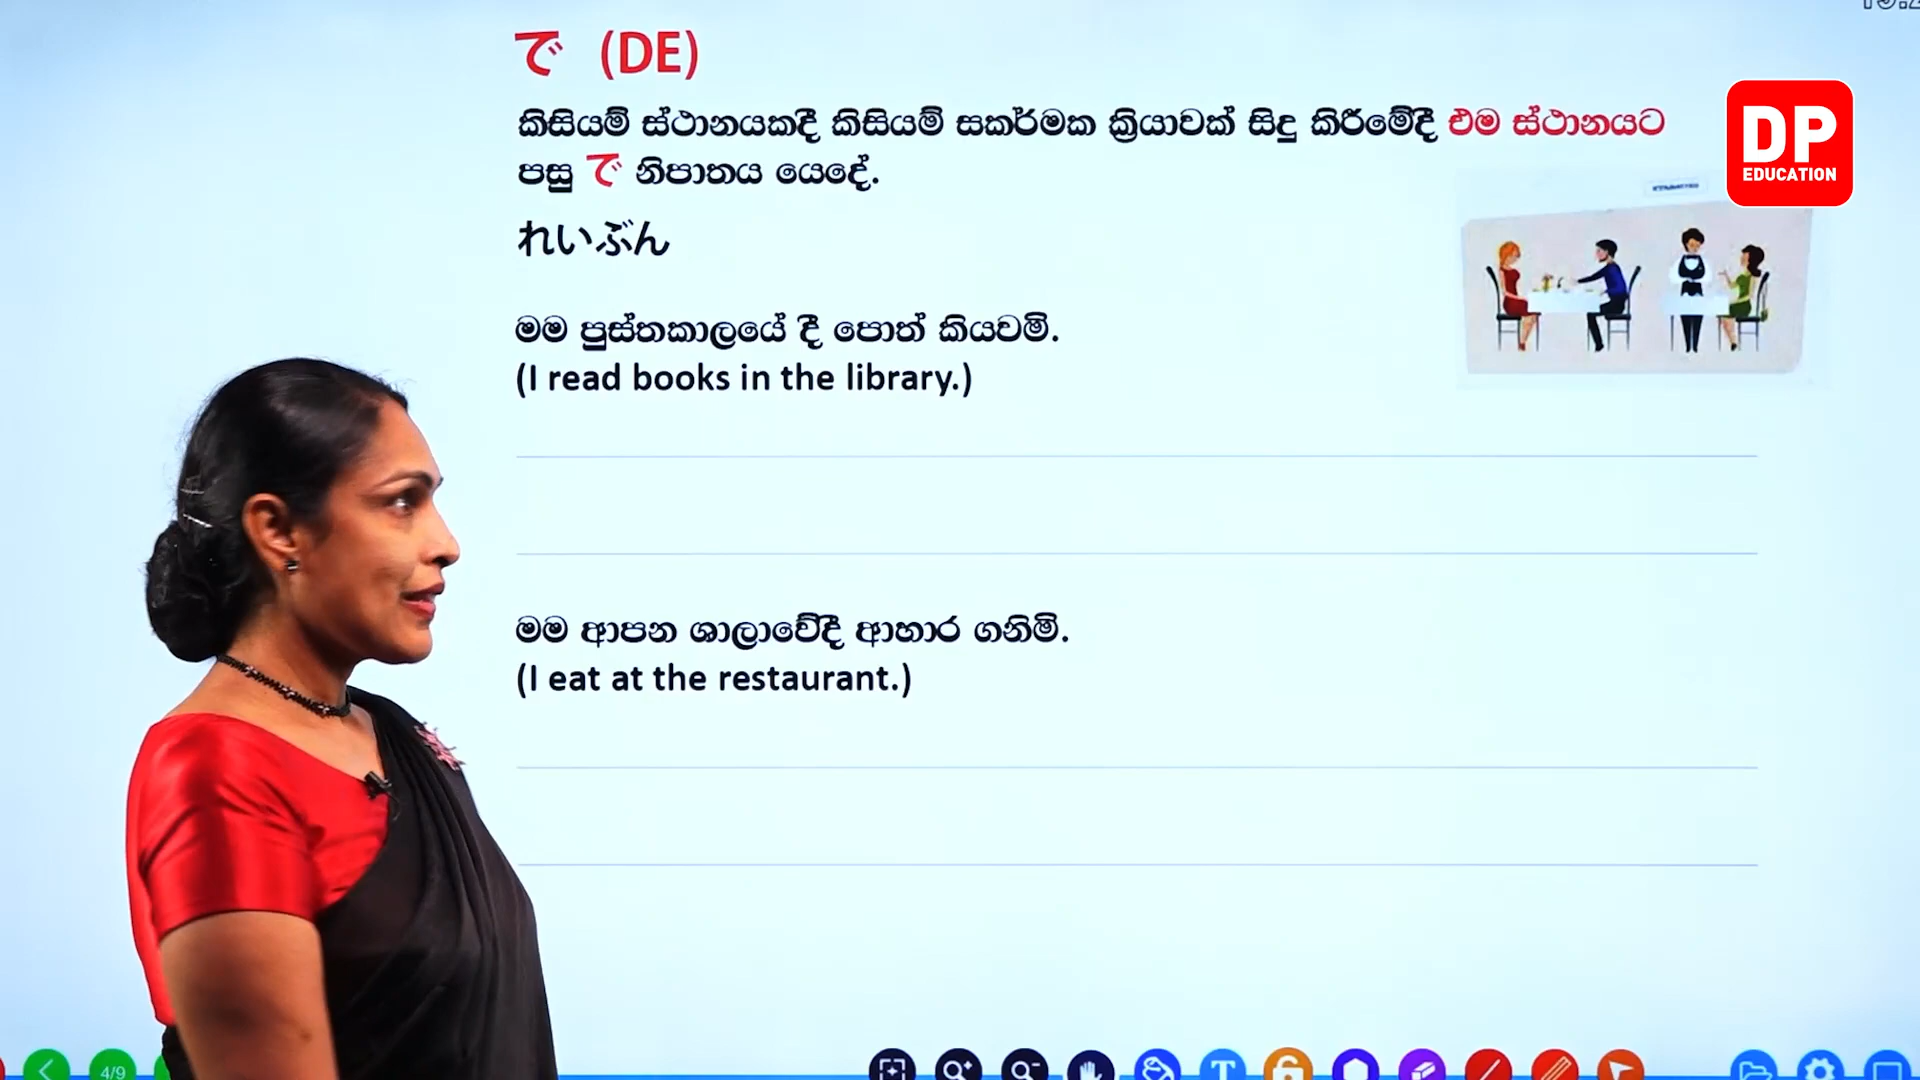 で (DE)
කිසියම් ස්ථානයකදී කිසියම් සකර්මක ක්‍රියාවක් සිදු කිරීමේදී එම ස්ථානයට
පසු で නිපාතය යෙදේ.
DP
EDUCATION
れいぶん
මම පුස්තකාලයේ දී පොත් කියවමි.
(I read books in the library.)
මම ආපන ශාලාවේදී ආහාර ගනිමි.
(I eat at the restaurant.)
4/9
T